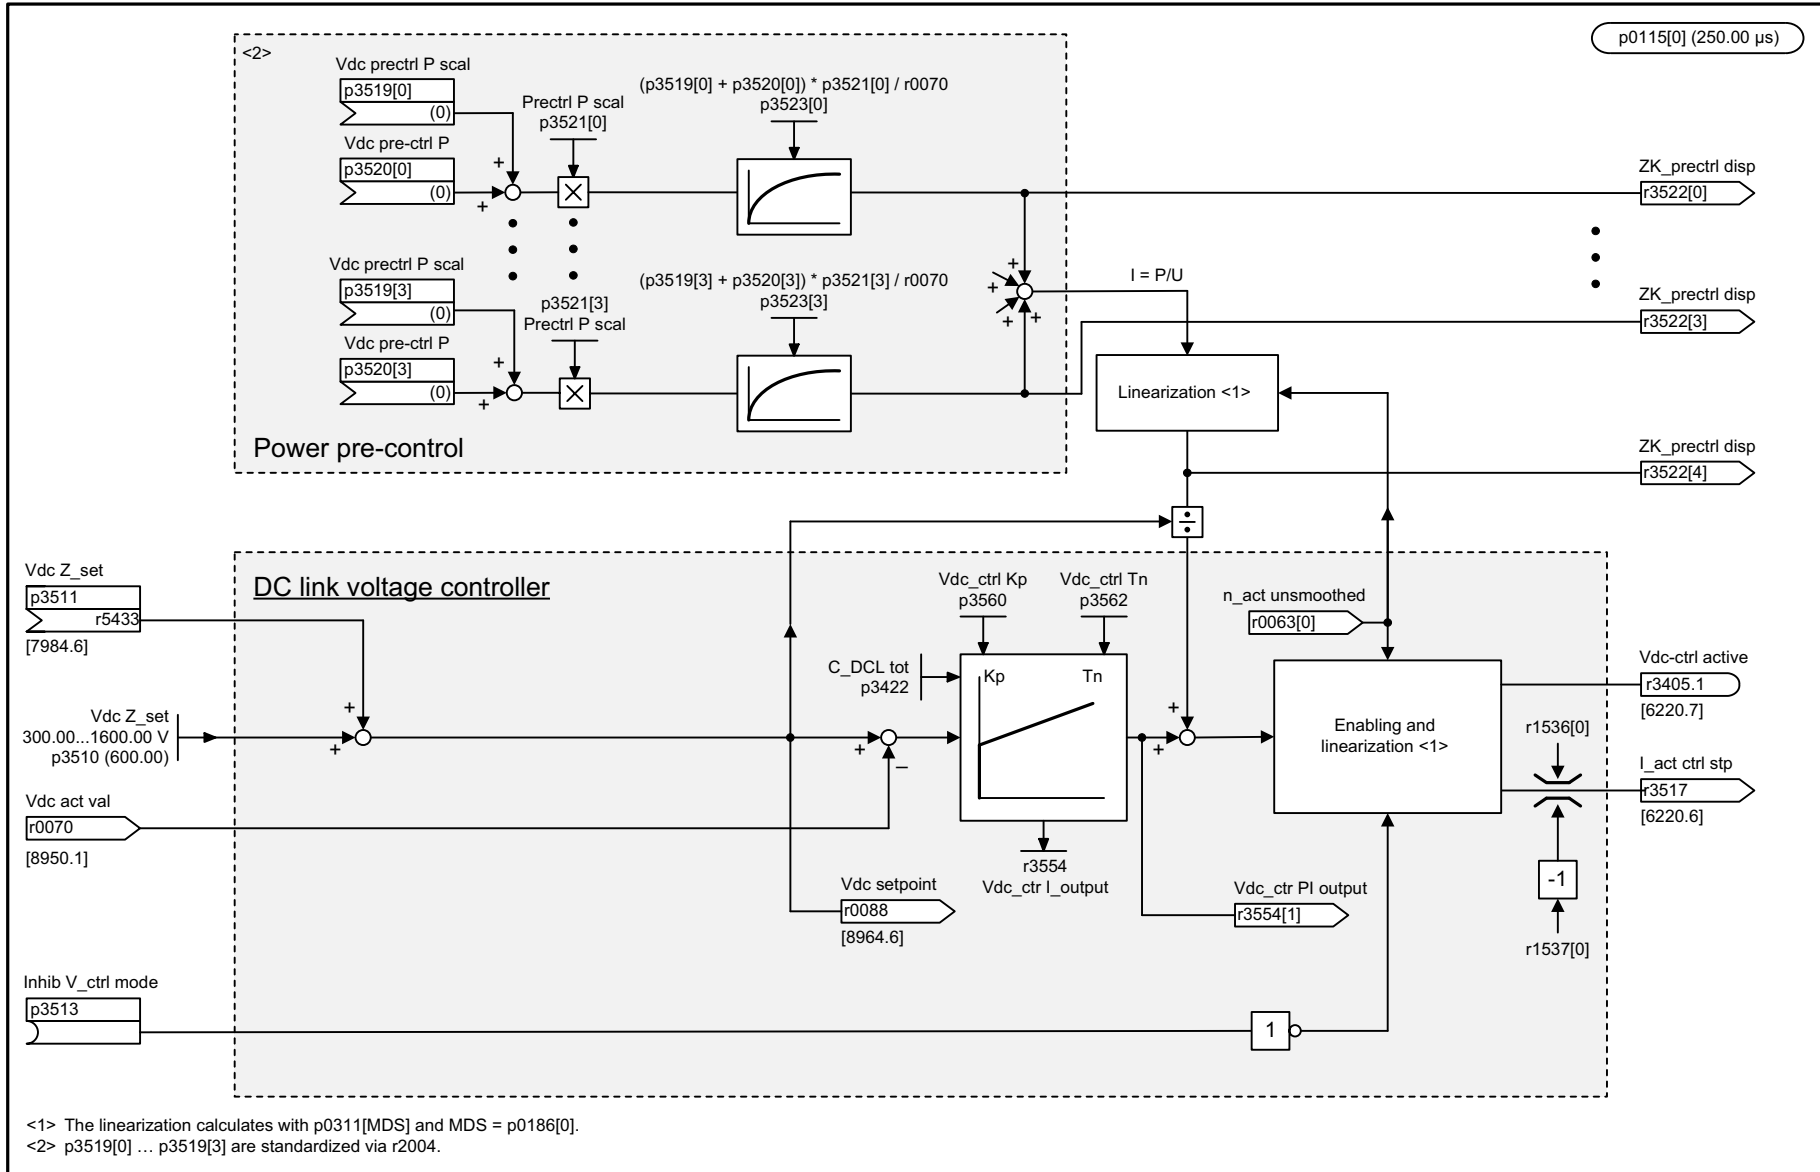 p0115[0] (250.00 µs)
<2>
Vdc prectrl P scal
p3519[0]
(0)
Vdc pre-ctrl P
p3520[0]
(0)
+
+
Prectrl P scal
p3521[0]
(p3519[0] + p3520[0]) * p3521[0] / r0070
p3523[0]
ZK_prectrl disp
r3522[0]
Vdc prectrl P scal
p3519[3]
(0)
Vdc pre-ctrl P
p3520[3]
(0)
+
+
p3521[3]
Prectrl P scal
(p3519[3] + p3520[3]) * p3521[3] / r0070
p3523[3]
+
+
+
+
I = P/U
ZK_prectrl disp
r3522[3]
Linearization <1>
Power pre-control
ZK_prectrl disp
r3522[4]
÷
Vdc Z_set
p3511
r5433
[7984.6]
DC link voltage controller
Vdc_ctrl Kp
p3560
Vdc_ctrl Tn
p3562
n_act unsmoothed
r0063[0]
C_DCL tot
p3422
Kp
Tn
Vdc Z_set
300.00...1600.00 V
p3510 (600.00)
+
+
+
–
+
+
Enabling and
linearization <1>
Vdc-ctrl active
r3405.1
[6220.7]
r1536[0]
I_act ctrl stp
r3517
[6220.6]
Vdc act val
r0070
[8950.1]
r3554
Vdc_ctr I_output
Vdc setpoint
r0088
[8964.6]
Vdc_ctr PI output
r3554[1]
-1
r1537[0]
Inhib V_ctrl mode
p3513
1
<1> The linearization calculates with p0311[MDS] and MDS = p0186[0].
<2> p3519[0] … p3519[3] are standardized via r2004.